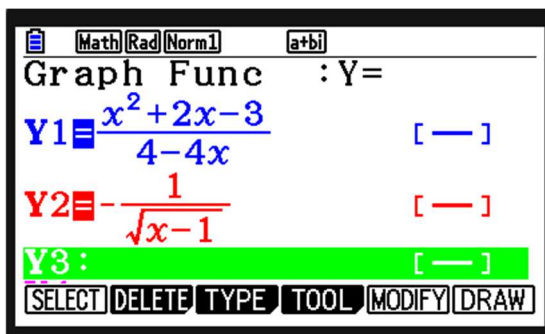 Math Rad Norm1 a+bi
Graph Func :Y=
Y1=(x²+2x-3)/(4-4x) [—]
Y2=-1/√(x-1) [—]
Y3: [—]
SELECT DELETE TYPE TOOL MODIFY DRAW